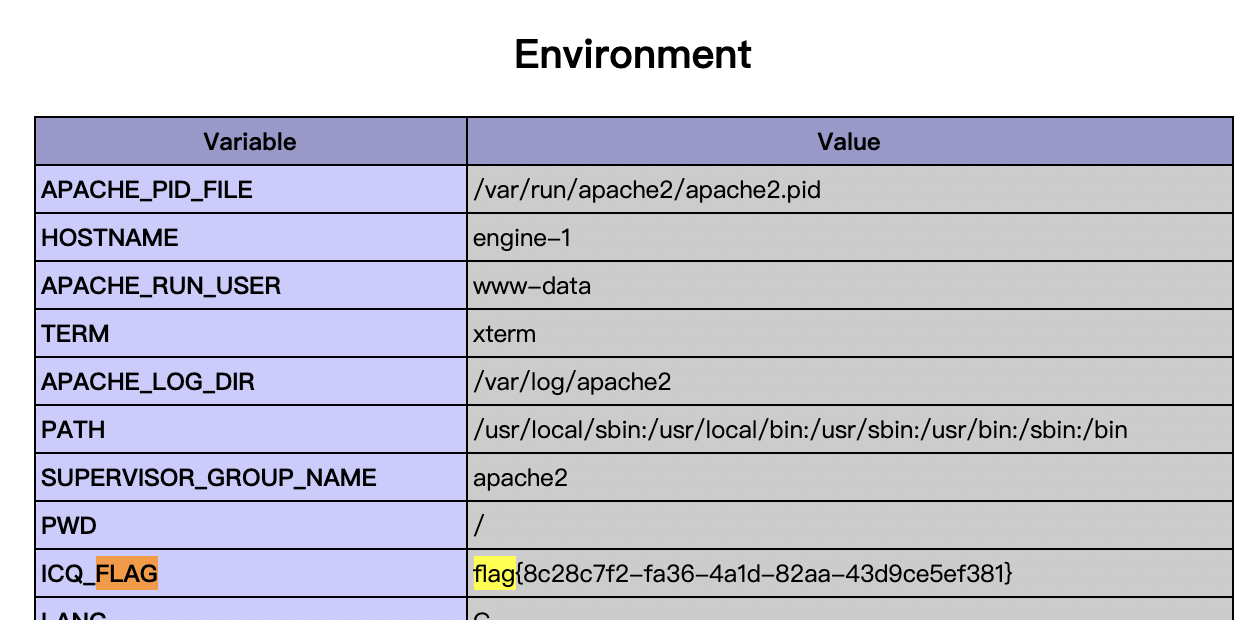 Environment
Variable Value
APACHE_PID_FILE /var/run/apache2/apache2.pid
HOSTNAME engine-1
APACHE_RUN_USER www-data
TERM xterm
APACHE_LOG_DIR /var/log/apache2
PATH /usr/local/sbin:/usr/local/bin:/usr/sbin:/usr/bin:/sbin:/bin
SUPERVISOR_GROUP_NAME apache2
PWD /
ICQ_FLAG flag{8c28c7f2-fa36-4a1d-82aa-43d9ce5ef381}
LANG C